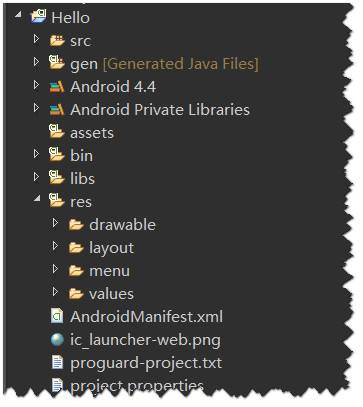 Hello
src
gen [Generated Java Files]
Android 4.4
Android Private Libraries
assets
bin
libs
res
drawable
layout
menu
values
AndroidManifest.xml
ic_launcher-web.png
proguard-project.txt
project.properties